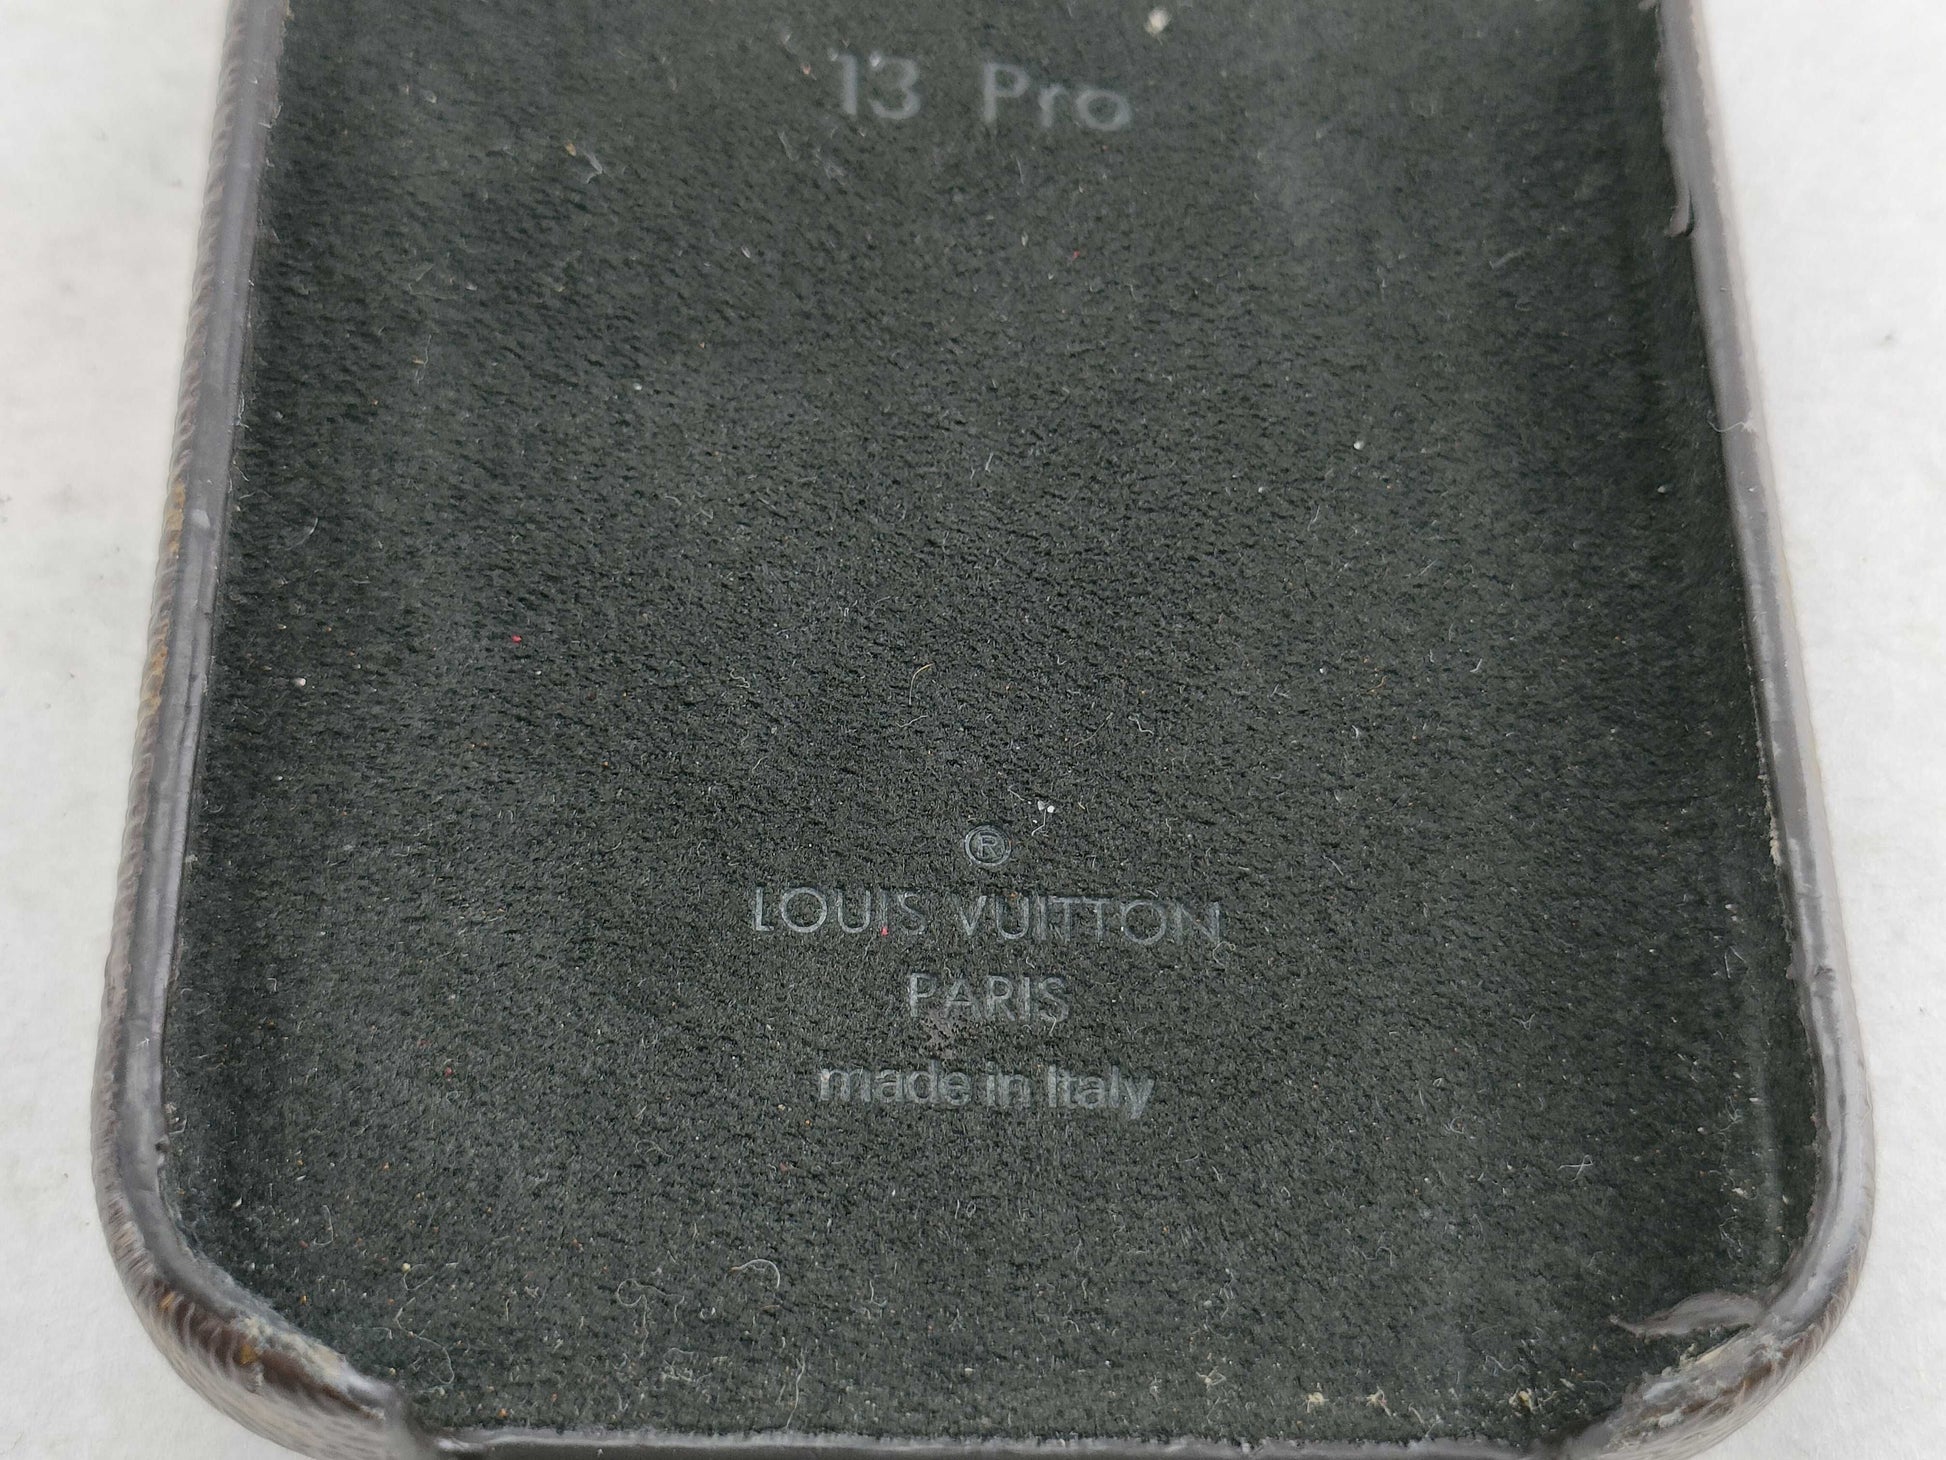 13 Pro
®
LOUIS VUITTON
PARIS
made in Italy